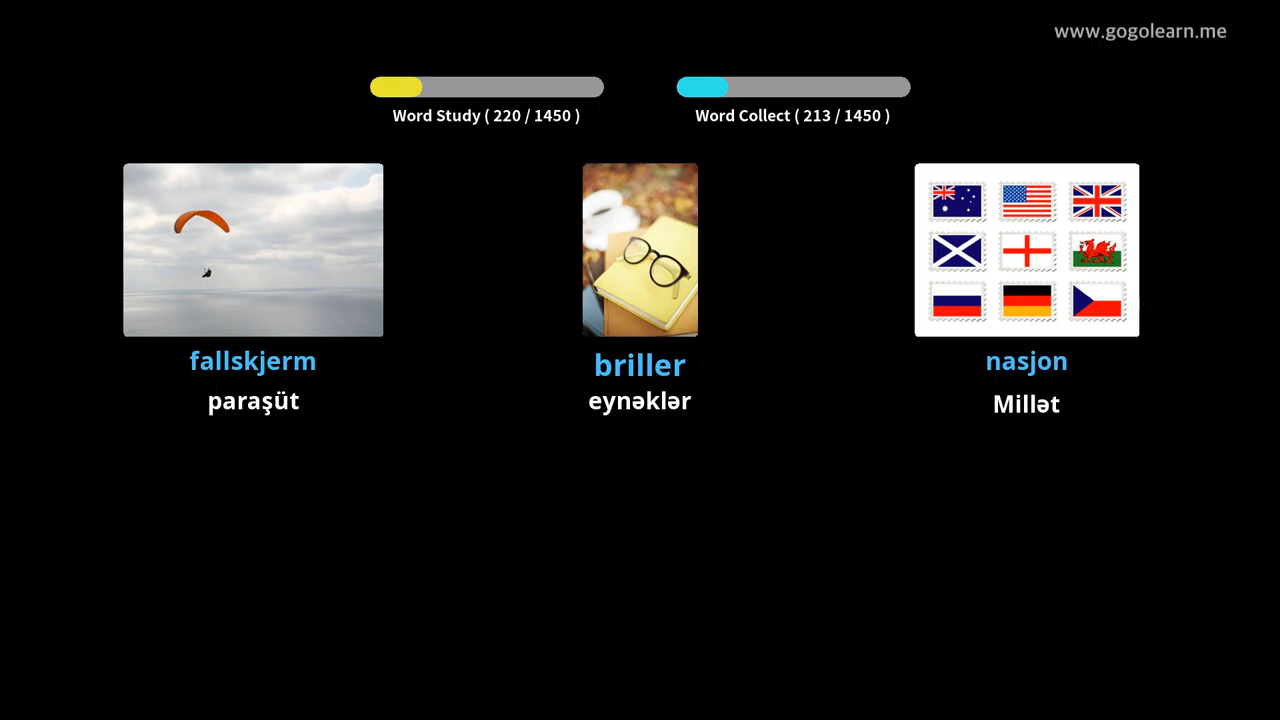 www.gogolearn.me
Word Study ( 220 / 1450 )
Word Collect ( 213 / 1450 )
fallskjerm
briller
nasjon
paraşüt
eynəklər
Millət